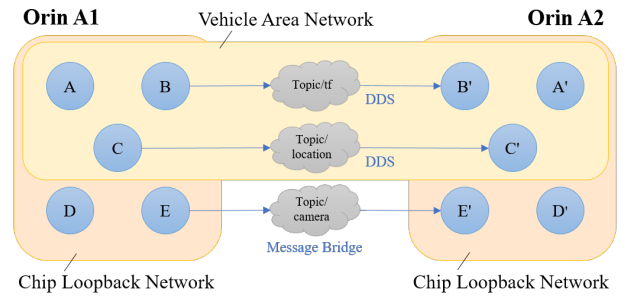 Orin A1
Vehicle Area Network
Orin A2
A
B
Topic/tf
DDS
B'
A'
C
Topic/
location
DDS
C'
D
E
Topic/
camera
Message Bridge
E'
D'
Chip Loopback Network
Chip Loopback Network